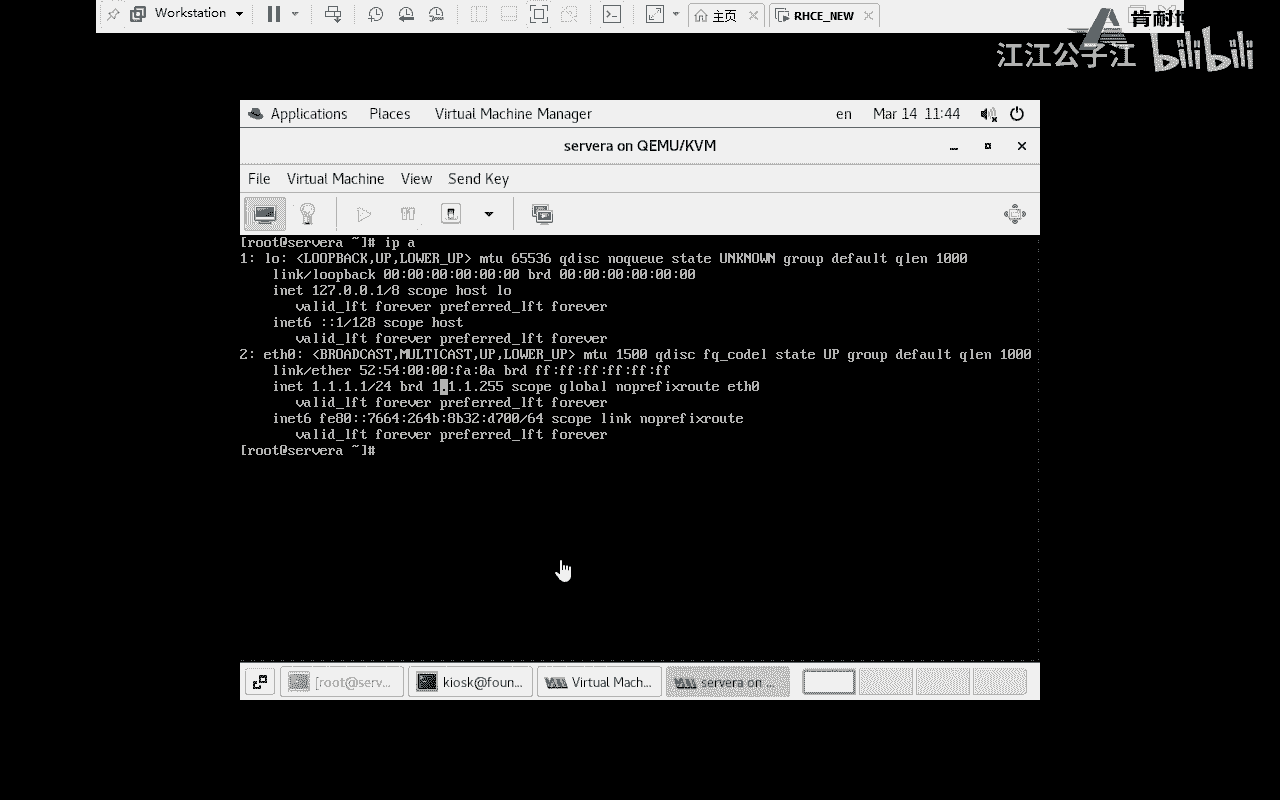 Workstation
主页
RHCE_NEW
肯耐博
江江公子江 bilibili
Applications Places Virtual Machine Manager en Mar 14 11:44
servera on QEMU/KVM
File Virtual Machine View Send Key
[root@servera ~]# ip a
1: lo: <LOOPBACK,UP,LOWER_UP> mtu 65536 qdisc noqueue state UNKNOWN group default qlen 1000
link/loopback 00:00:00:00:00:00 brd 00:00:00:00:00:00
inet 127.0.0.1/8 scope host lo
valid_lft forever preferred_lft forever
inet6 ::1/128 scope host
valid_lft forever preferred_lft forever
2: eth0: <BROADCAST,MULTICAST,UP,LOWER_UP> mtu 1500 qdisc fq_codel state UP group default qlen 1000
link/ether 52:54:00:00:fa:0a brd ff:ff:ff:ff:ff:ff
inet 1.1.1.1/24 brd 1.1.1.255 scope global noprefixroute eth0
valid_lft forever preferred_lft forever
inet6 fe80::7664:264b:8b32:d700/64 scope link noprefixroute
valid_lft forever preferred_lft forever
[root@servera ~]#
[root@serv... kiosk@foun... Virtual Mach... servera on ...